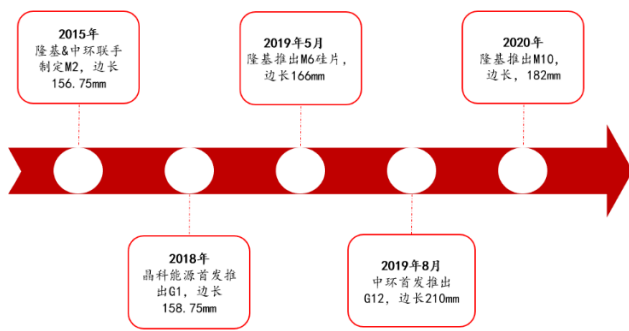 2015年
隆基&中环联手
制定M2, 边长
156.75mm
2018年
晶科能源首发推
出G1, 边长
158.75mm
2019年5月
隆基推出M6硅片,
边长166mm
2019年8月
中环首发推出
G12, 边长210mm
2020年
隆基推出M10,
边长, 182mm